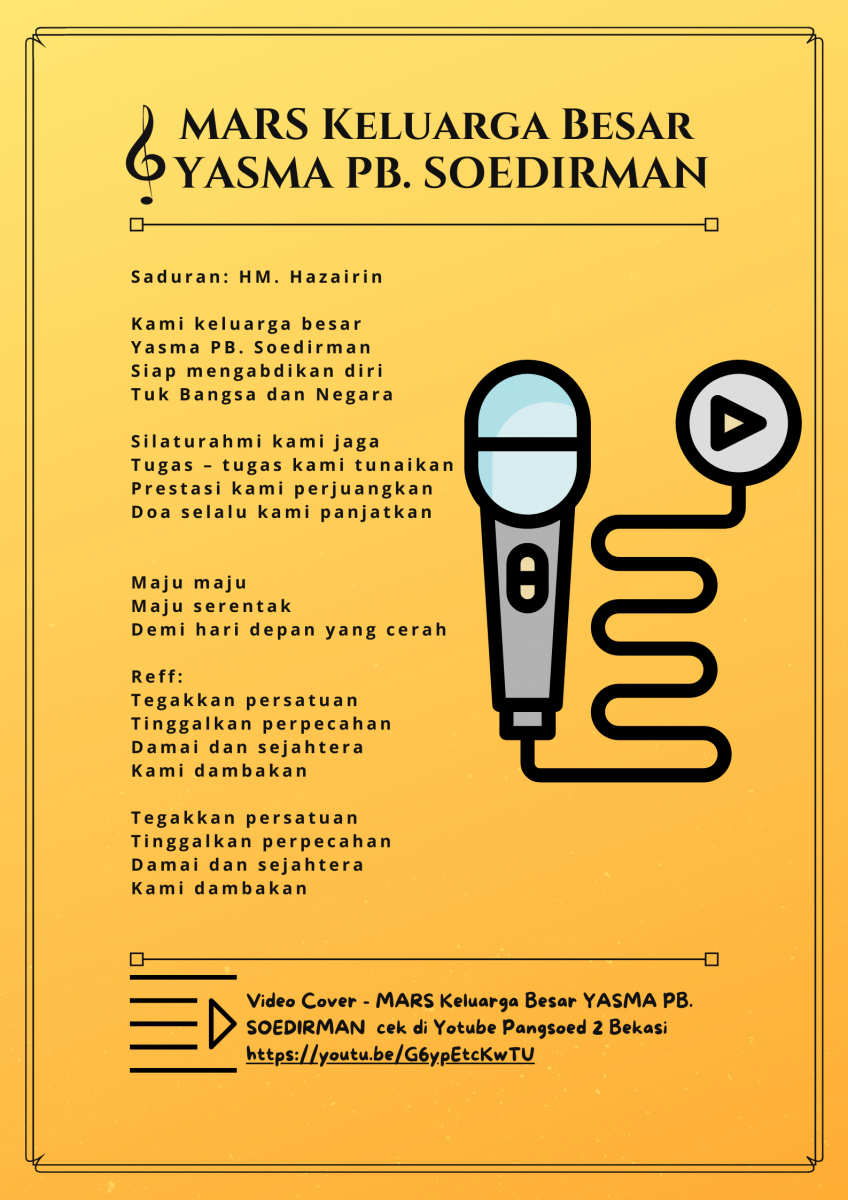 MARS Keluarga Besar
YASMA PB. SOEDIRMAN
Saduran: HM. Hazairin
Kami keluarga besar
Yasma PB. Soedirman
Siap mengabdikan diri
Tuk Bangsa dan Negara
Silaturahmi kami jaga
Tugas – tugas kami tunaikan
Prestasi kami perjuangkan
Doa selalu kami panjatkan
Maju maju
Maju serentak
Demi hari depan yang cerah
Reff:
Tegakkan persatuan
Tinggalkan perpecahan
Damai dan sejahtera
Kami dambakan
Tegakkan persatuan
Tinggalkan perpecahan
Damai dan sejahtera
Kami dambakan
Video Cover - MARS Keluarga Besar YASMA PB.
SOEDIRMAN cek di Yotube Pangsoed 2 Bekasi
https://youtu.be/G6ypEtcKwTU